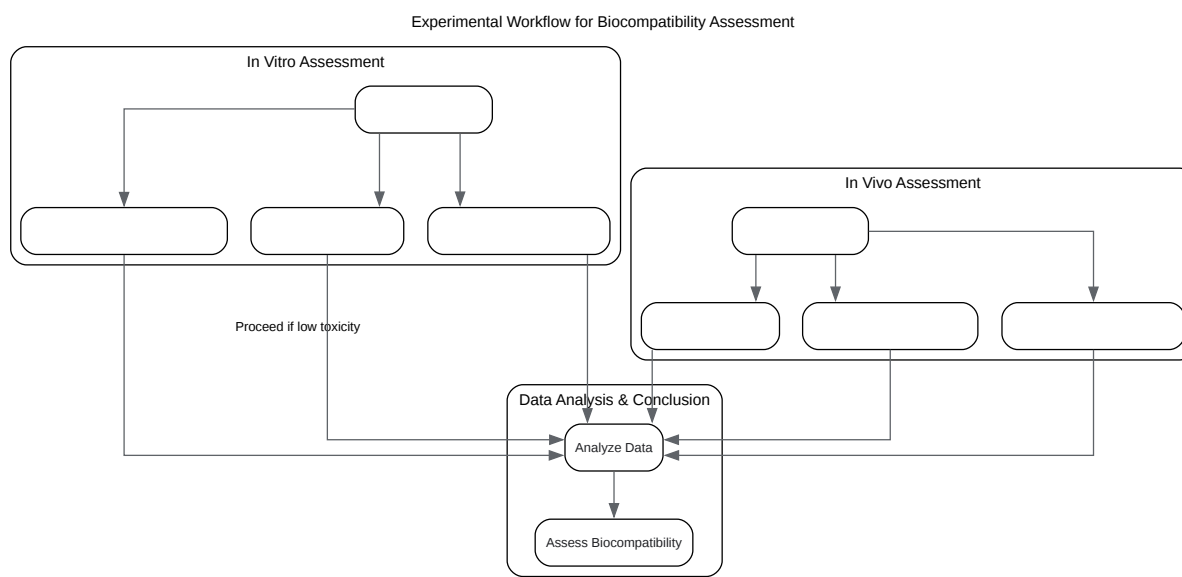 Experimental Workflow for Biocompatibility Assessment
In Vitro Assessment
In Vivo Assessment
Proceed if low toxicity
Data Analysis & Conclusion
Analyze Data
Assess Biocompatibility